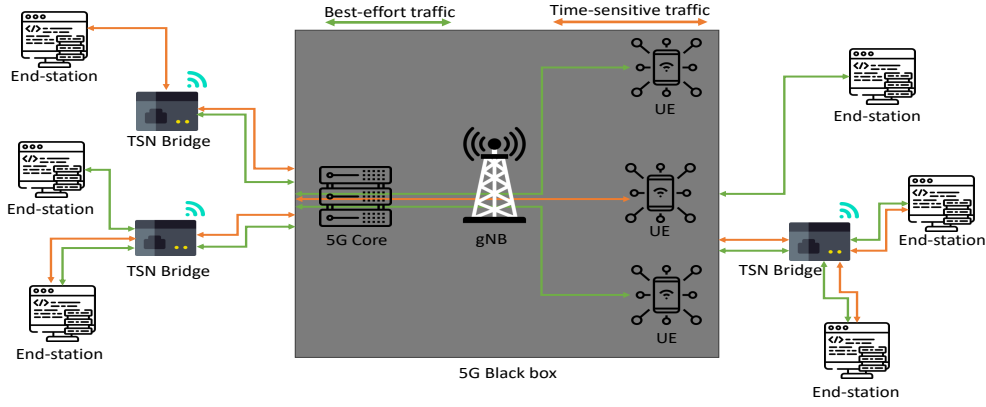 Best-effort traffic
Time-sensitive traffic
End-station
TSN Bridge
End-station
TSN Bridge
End-station
5G Core
gNB
UE
UE
UE
End-station
End-station
TSN Bridge
End-station
5G Black box